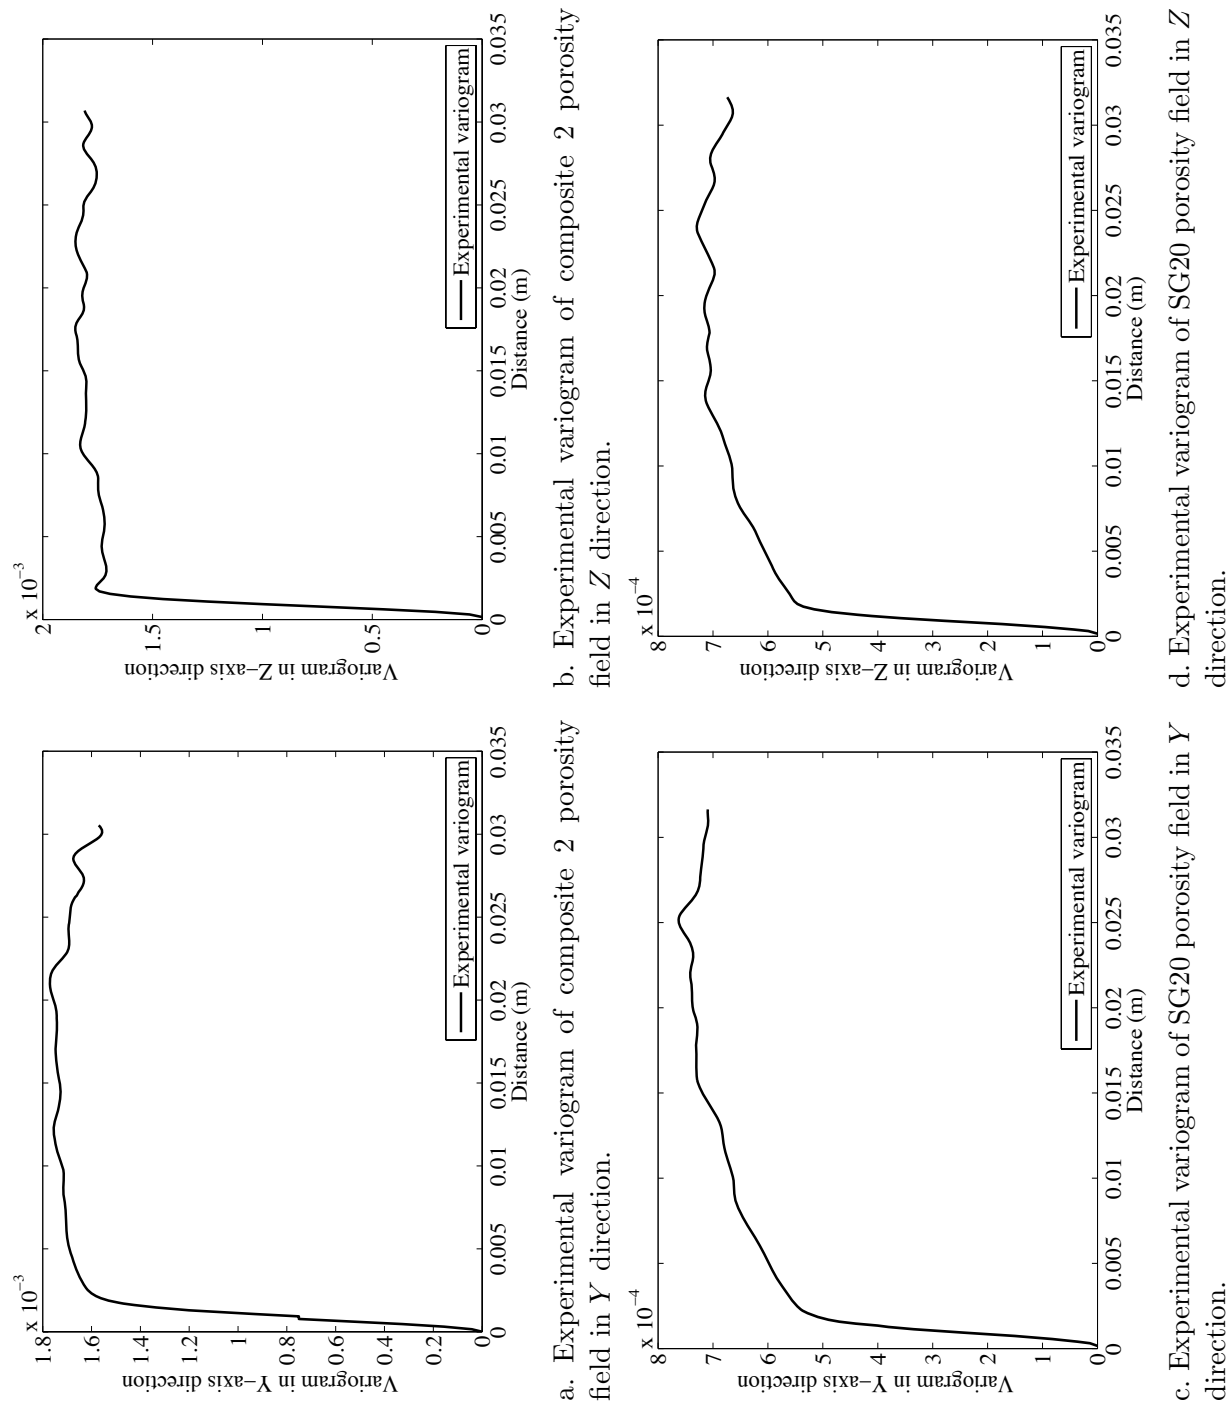 x 10⁻³
1.8
1.6
1.4
1.2
1
0.8
0.6
0.4
0.2
0
Variogram in Y–axis direction
0
0.005
0.01
0.015
0.02
0.025
0.03
0.035
Distance (m)
Experimental variogram
a. Experimental variogram of composite 2 porosity
field in Y direction.
x 10⁻³
2
1.5
1
0.5
0
Variogram in Z–axis direction
0
0.005
0.01
0.015
0.02
0.025
0.03
0.035
Distance (m)
Experimental variogram
b. Experimental variogram of composite 2 porosity
field in Z direction.
x 10⁻⁴
8
7
6
5
4
3
2
1
0
Variogram in Y–axis direction
0
0.005
0.01
0.015
0.02
0.025
0.03
0.035
Distance (m)
Experimental variogram
c. Experimental variogram of SG20 porosity field in Y
direction.
x 10⁻⁴
8
7
6
5
4
3
2
1
0
Variogram in Z–axis direction
0
0.005
0.01
0.015
0.02
0.025
0.03
0.035
Distance (m)
Experimental variogram
d. Experimental variogram of SG20 porosity field in Z
direction.